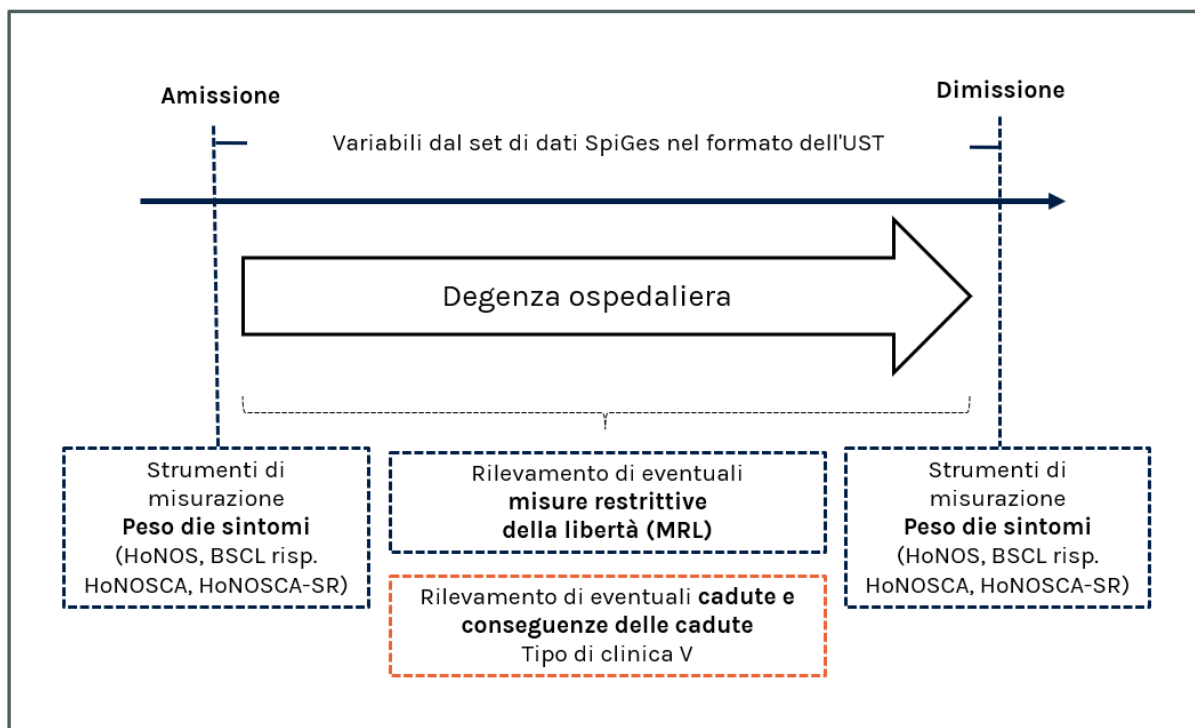 Amissione
Dimissione
Variabili dal set di dati SpiGes nel formato dell'UST
Degenza ospedaliera
Strumenti di
misurazione
Peso die sintomi
(HoNOS, BSCL risp.
HoNOSCA, HoNOSCA-SR)
Rilevamento di eventuali
misure restrittive
della libertà (MRL)
Rilevamento di eventuali cadute e
conseguenze delle cadute
Tipo di clinica V
Strumenti di
misurazione
Peso die sintomi
(HoNOS, BSCL risp.
HoNOSCA, HoNOSCA-SR)